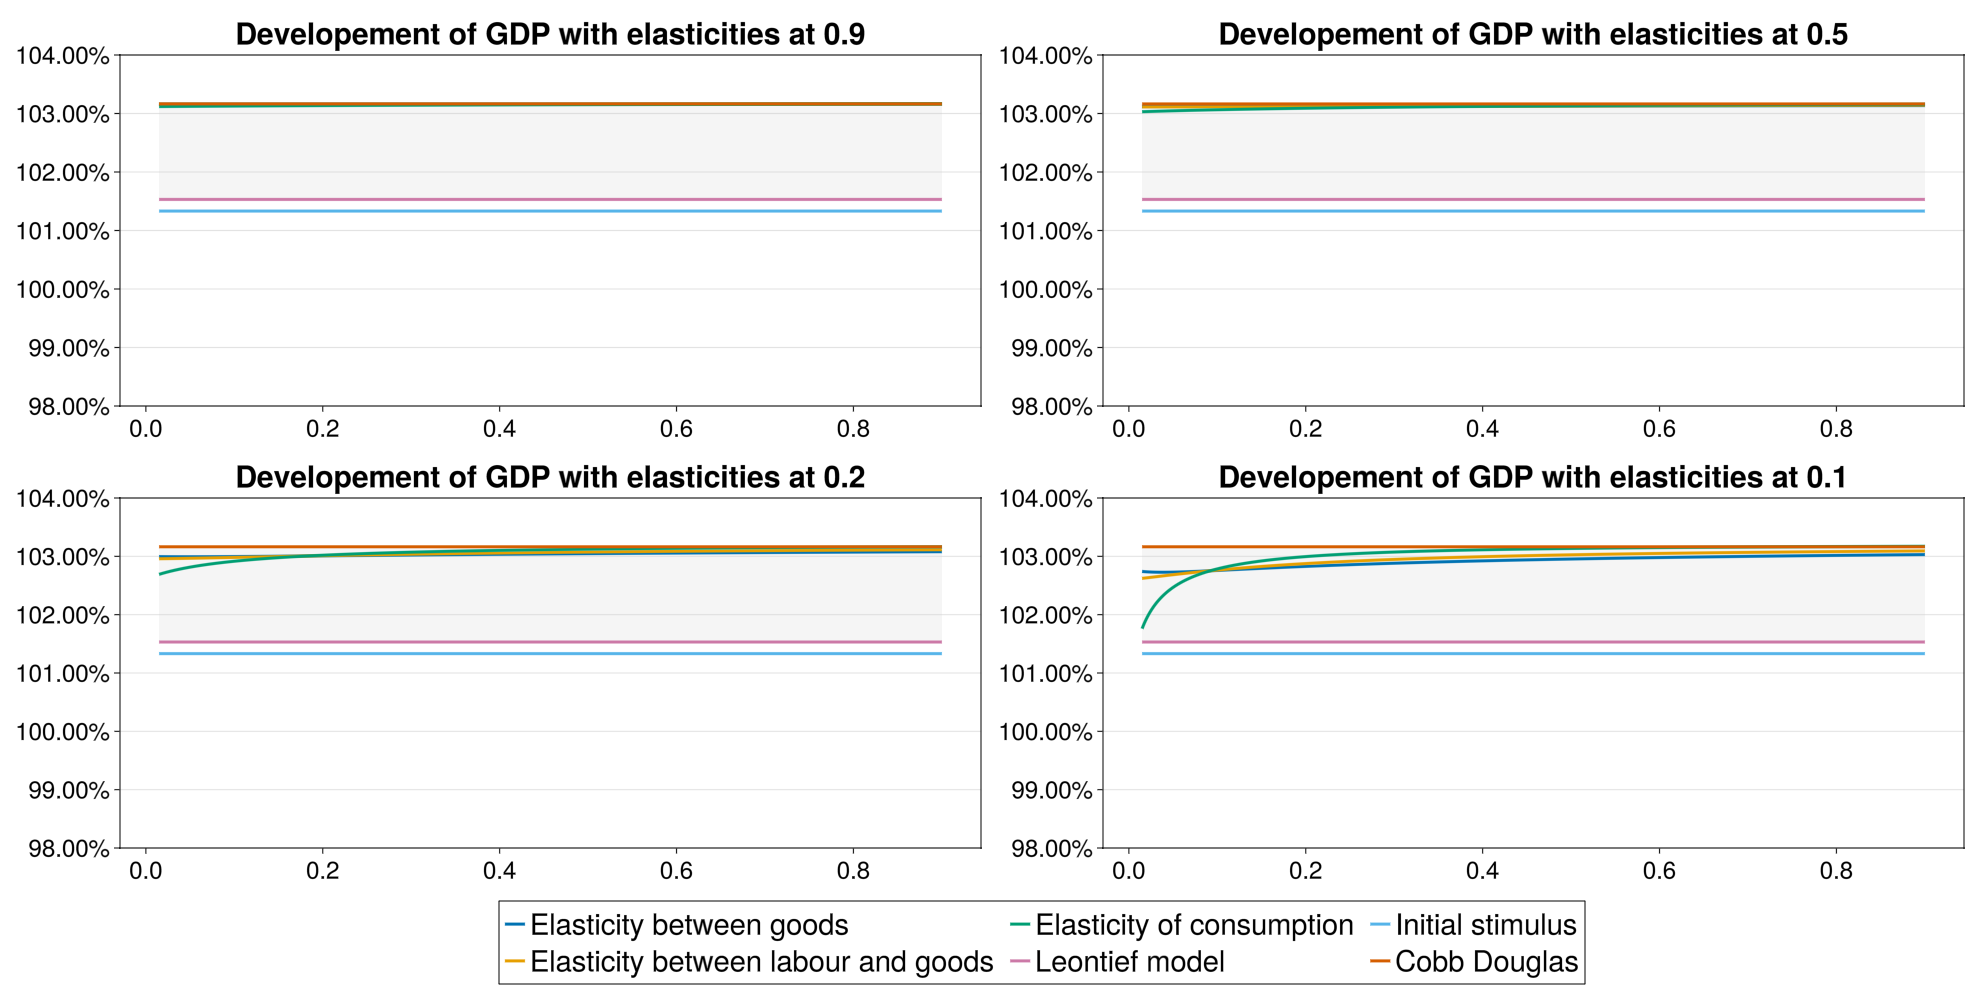 Developement of GDP with elasticities at 0.9
104.00%
103.00%
102.00%
101.00%
100.00%
99.00%
98.00%
0.0 0.2 0.4 0.6 0.8
Developement of GDP with elasticities at 0.5
104.00%
103.00%
102.00%
101.00%
100.00%
99.00%
98.00%
0.0 0.2 0.4 0.6 0.8
Developement of GDP with elasticities at 0.2
104.00%
103.00%
102.00%
101.00%
100.00%
99.00%
98.00%
0.0 0.2 0.4 0.6 0.8
Developement of GDP with elasticities at 0.1
104.00%
103.00%
102.00%
101.00%
100.00%
99.00%
98.00%
0.0 0.2 0.4 0.6 0.8
Elasticity between goods Elasticity of consumption Initial stimulus
Elasticity between labour and goods Leontief model Cobb Douglas